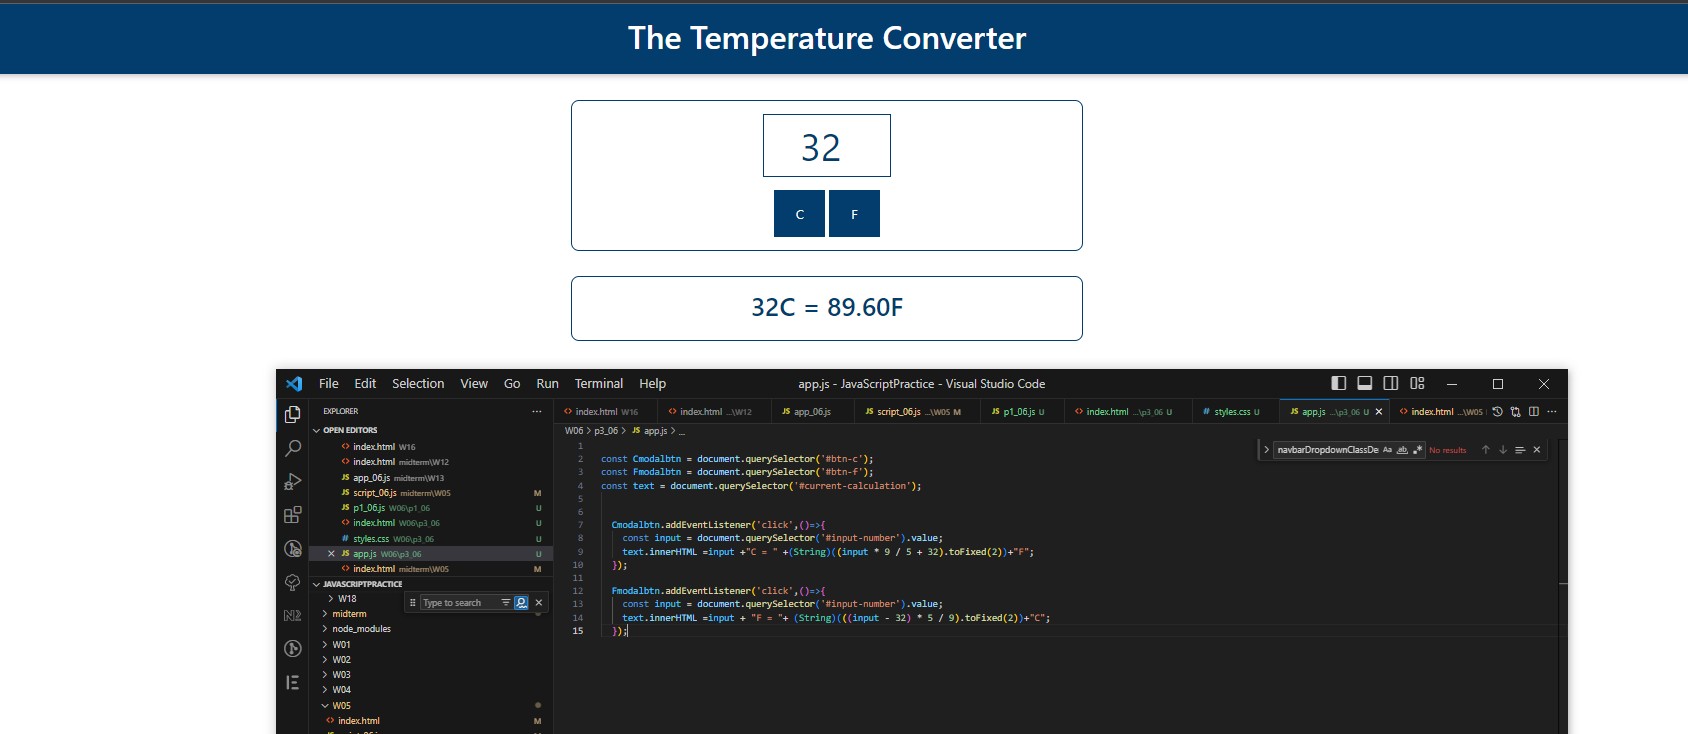 The Temperature Converter
32
C F
32C = 89.60F
File Edit Selection View Go Run Terminal Help app.js - JavaScriptPractice - Visual Studio Code
EXPLORER
OPEN EDITORS
index.html W16
index.html midterm\W12
app_06.js midterm\W13
script_06.js midterm\W05 M
p1_06.js W06\p1_06 U
index.html W06\p3_06 U
styles.css W06\p3_06 U
app.js W06\p3_06 U
index.html midterm\W05 M
JAVASCRIPTPRACTICE
W18
Type to search
midterm
node_modules
W01
W02
W03
W04
W05
index.html M
index.html W16 index.html ...\W12 app_06.js script_06.js ...\W05 M p1_06.js U index.html ...\p3_06 U styles.css U app.js ...\p3_06 U index.html ...\W05
W06 > p3_06 > JS app.js > ...
navbarDropdownClassDe Aa ab .* No results
1
2 const Cmodalbtn = document.querySelector('#btn-c');
3 const Fmodalbtn = document.querySelector('#btn-f');
4 const text = document.querySelector('#current-calculation');
5
6
7 Cmodalbtn.addEventListener('click',()=>{
8 const input = document.querySelector('#input-number').value;
9 text.innerHTML =input +"C = " +(String)((input * 9 / 5 + 32).toFixed(2))+"F";
10 });
11
12 Fmodalbtn.addEventListener('click',()=>{
13 const input = document.querySelector('#input-number').value;
14 text.innerHTML =input + "F = "+ (String)(((input - 32) * 5 / 9).toFixed(2))+"C";
15 });